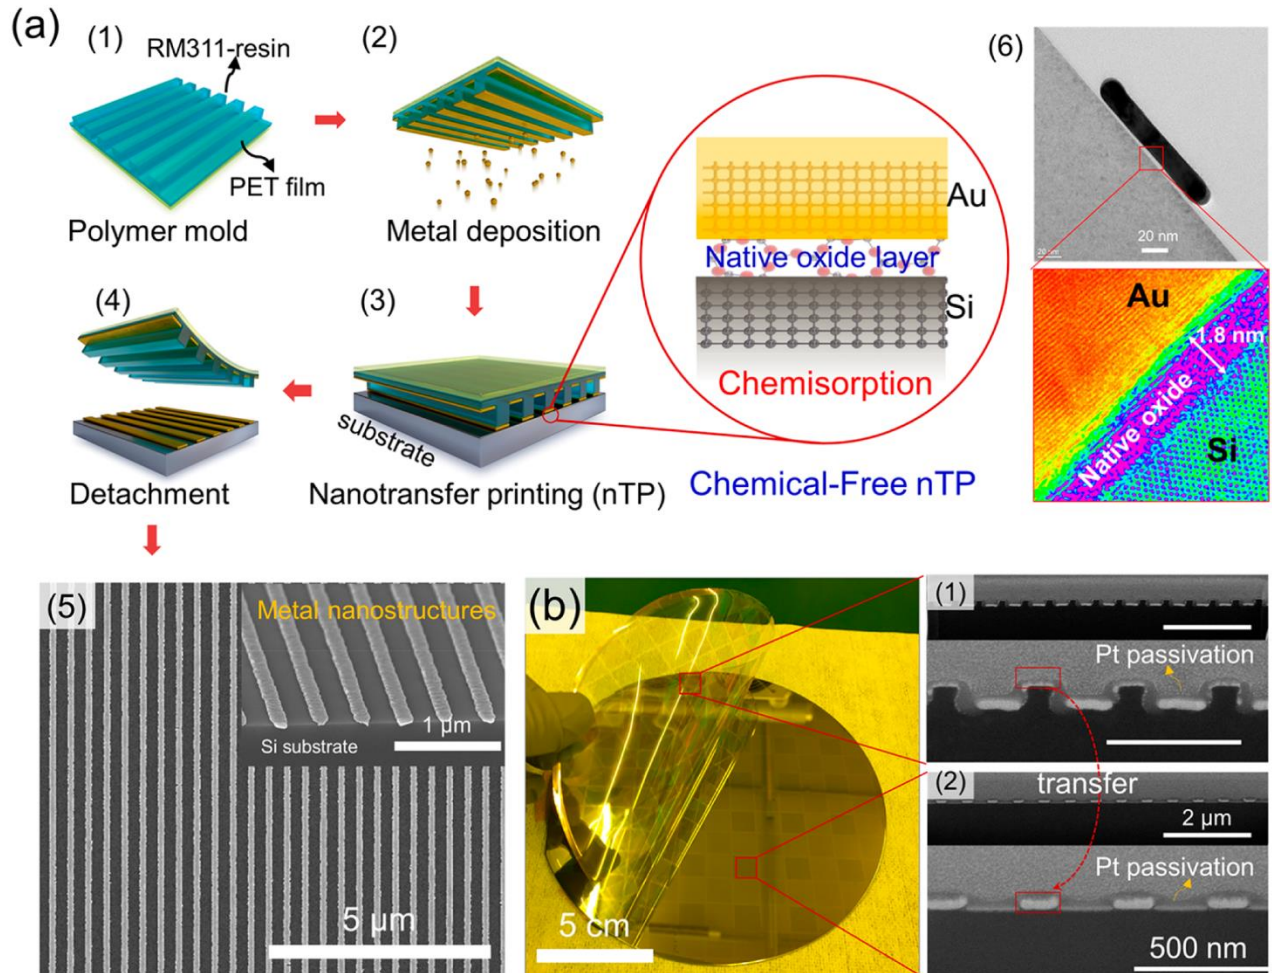 (a)
(1)
RM311-resin
PET film
Polymer mold
(2)
Metal deposition
(3)
substrate
Nanotransfer printing (nTP)
(4)
Detachment
Au
Native oxide layer
Si
Chemisorption
Chemical-Free nTP
(6)
20 nm
20 nm
Au
1.8 nm
Native oxide
Si
(5)
Metal nanostructures
1 µm
Si substrate
5 µm
(b)
5 cm
(1)
Pt passivation
transfer
(2)
2 µm
Pt passivation
500 nm